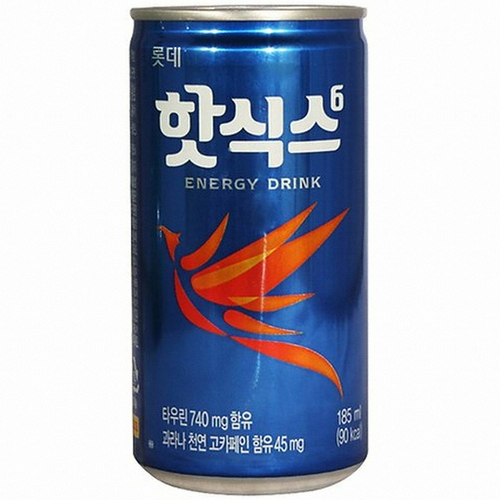 롯데
핫식스6
ENERGY DRINK
타우린 740 mg 함유
과라나 천연 고카페인 함유 45 mg
185 ml
(90 kcal)